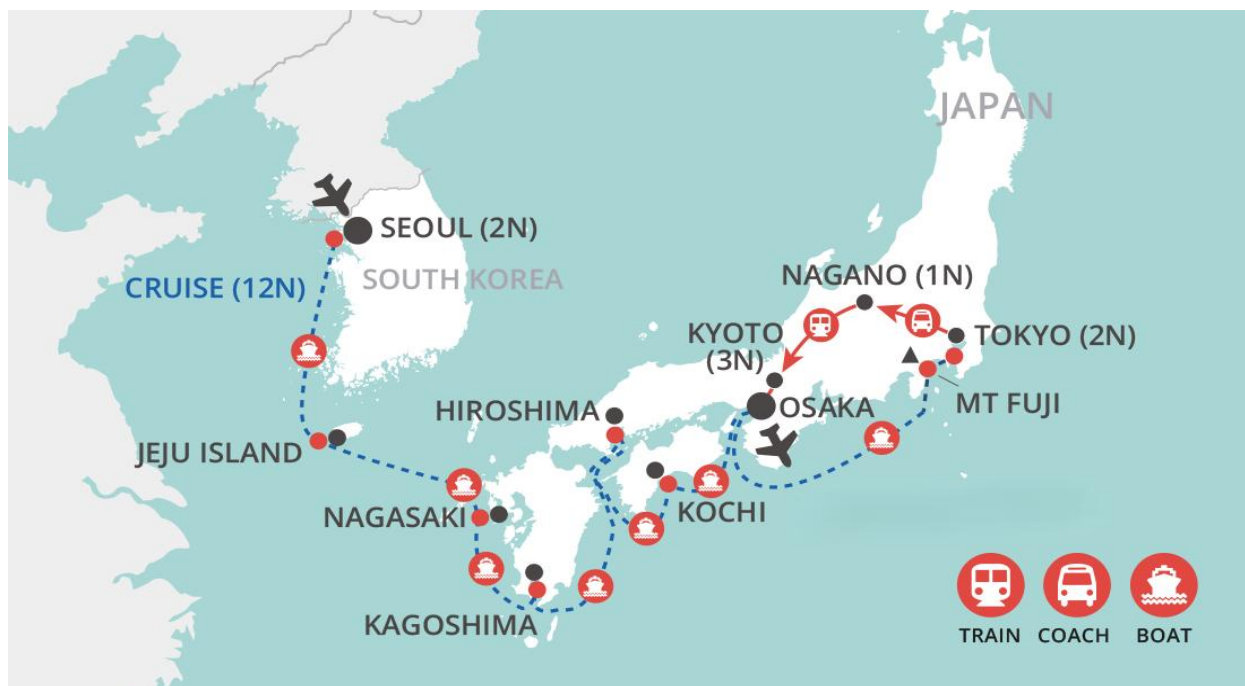 JAPAN
SEOUL (2N)
SOUTH KOREA
CRUISE (12N)
NAGANO (1N)
KYOTO
(3N)
TOKYO (2N)
HIROSHIMA
OSAKA
MT FUJI
JEJU ISLAND
NAGASAKI
KOCHI
KAGOSHIMA
TRAIN
COACH
BOAT